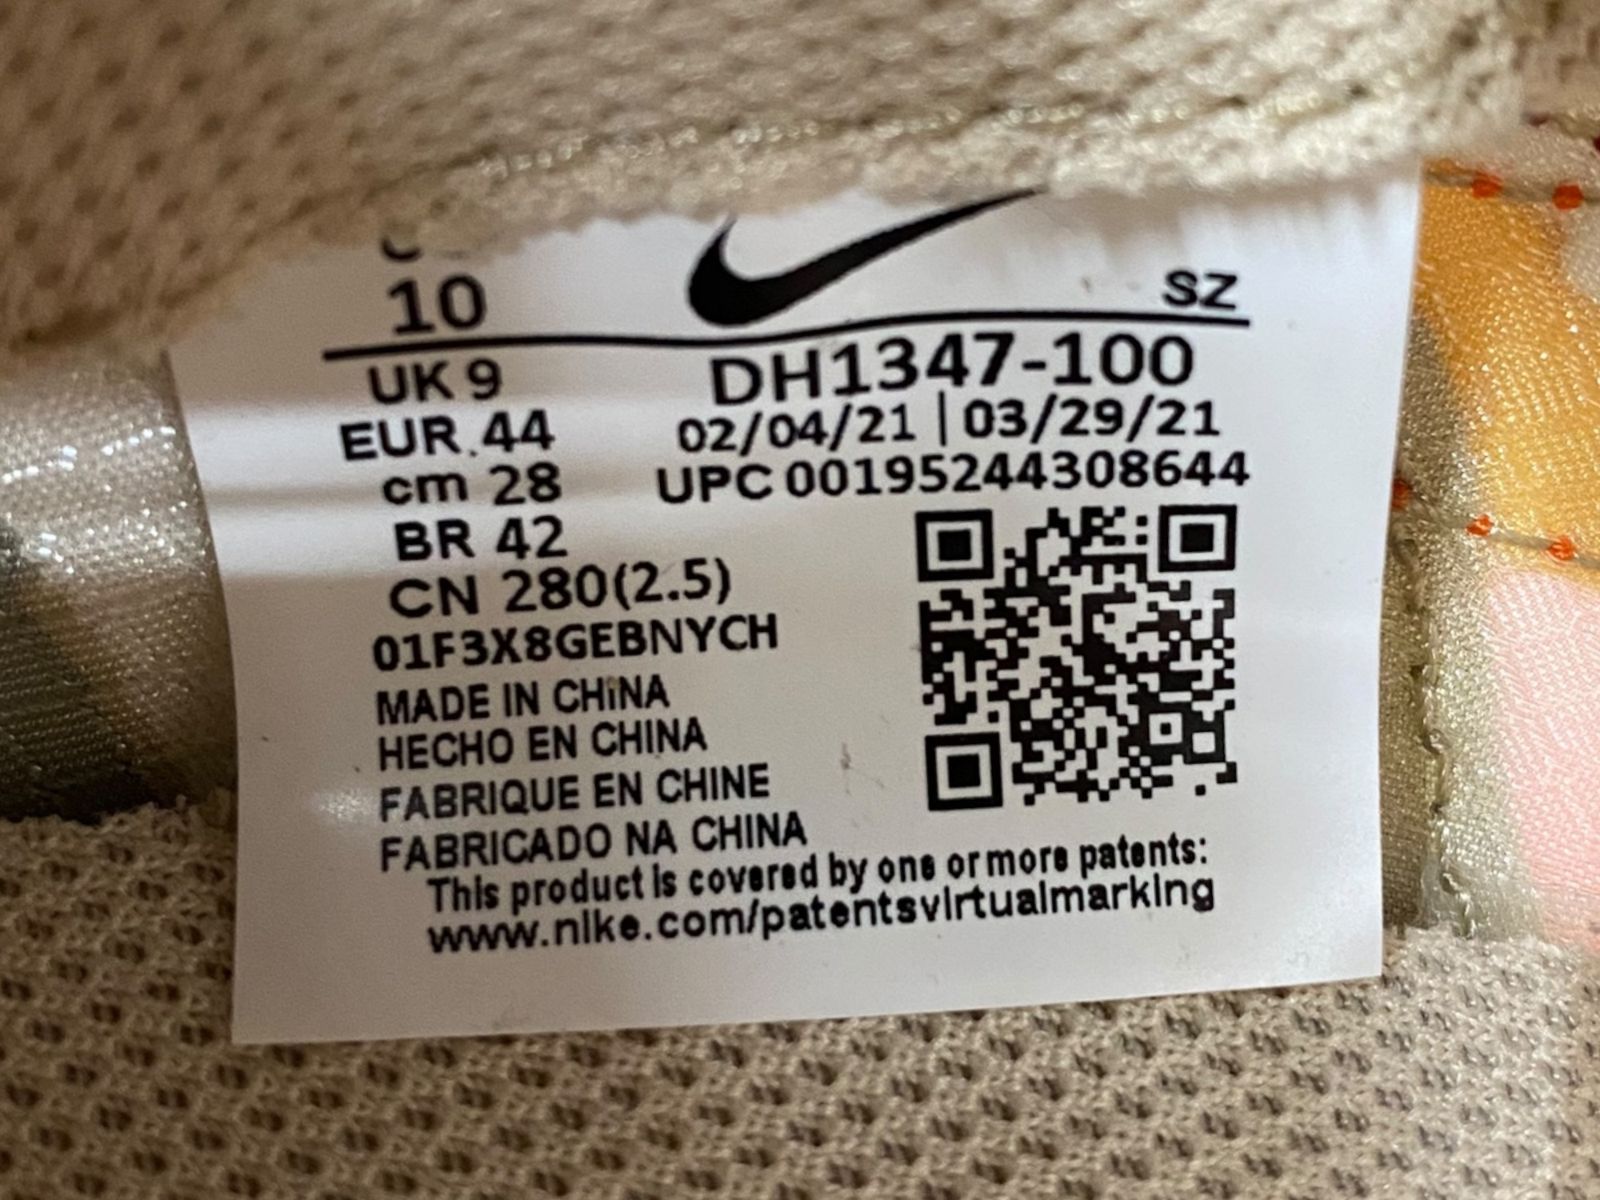 10
SZ
UK 9
DH1347-100
EUR 44
02/04/21 | 03/29/21
cm 28
UPC 00195244308644
BR 42
CN 280(2.5)
01F3X8GEBNYCH
MADE IN CHINA
HECHO EN CHINA
FABRIQUE EN CHINE
FABRICADO NA CHINA
This product is covered by one or more patents:
www.nike.com/patentsvirtualmarking